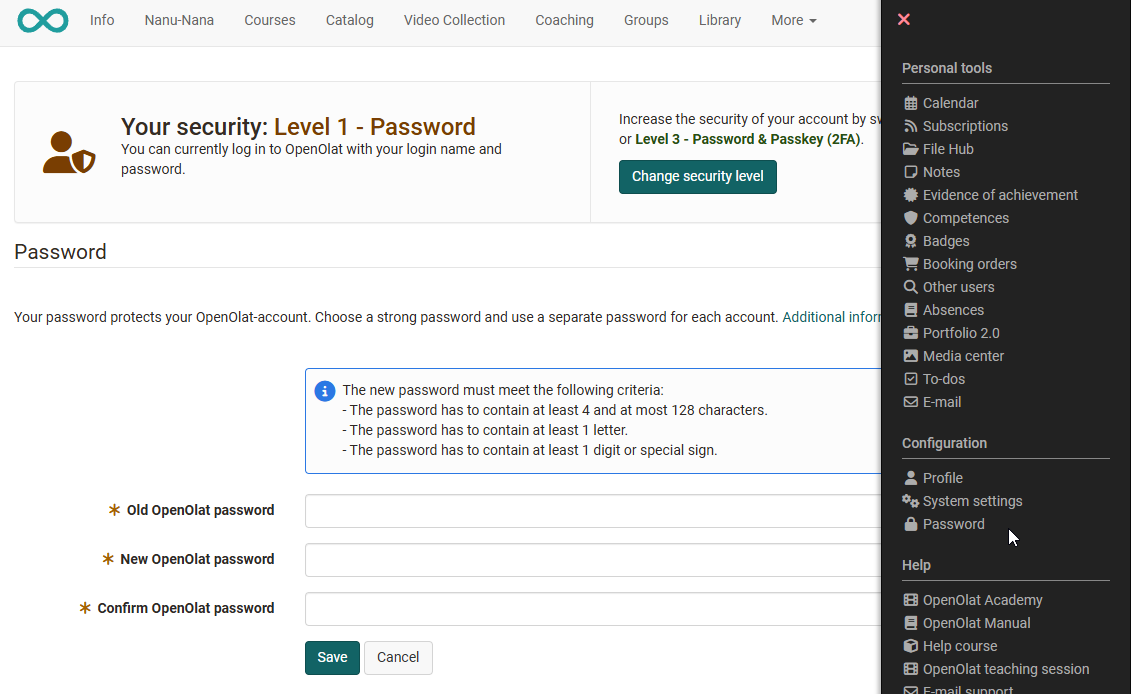 Info Nanu-Nana Courses Catalog Video Collection Coaching Groups Library More
Your security: Level 1 - Password
You can currently log in to OpenOlat with your login name and
password.
Increase the security of your account by
or Level 3 - Password & Passkey (2FA).
Change security level
Password
Your password protects your OpenOlat-account. Choose a strong password and use a separate password for each account. Additional
The new password must meet the following criteria:
- The password has to contain at least 4 and at most 128 characters.
- The password has to contain at least 1 letter.
- The password has to contain at least 1 digit or special sign.
Old OpenOlat password
New OpenOlat password
Confirm OpenOlat password
Save Cancel
Personal tools
Calendar
Subscriptions
File Hub
Notes
Evidence of achievement
Competences
Badges
Booking orders
Other users
Absences
Portfolio 2.0
Media center
To-dos
E-mail
Configuration
Profile
System settings
Password
Help
OpenOlat Academy
OpenOlat Manual
Help course
OpenOlat teaching session
E-mail support